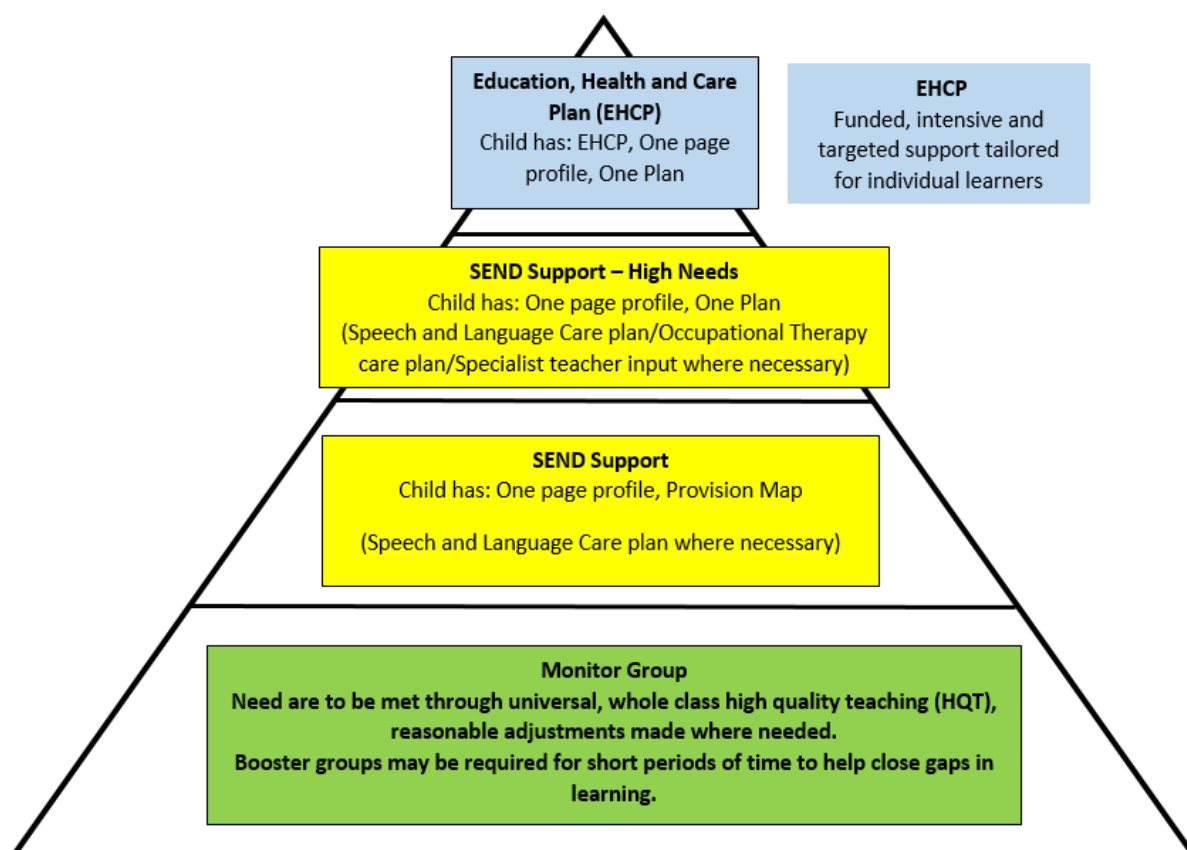 Education, Health and Care
Plan (EHCP)
Child has: EHCP, One page
profile, One Plan
EHCP
Funded, intensive and
targeted support tailored
for individual learners
SEND Support – High Needs
Child has: One page profile, One Plan
(Speech and Language Care plan/Occupational Therapy
care plan/Specialist teacher input where necessary)
SEND Support
Child has: One page profile, Provision Map
(Speech and Language Care plan where necessary)
Monitor Group
Need are to be met through universal, whole class high quality teaching (HQT),
reasonable adjustments made where needed.
Booster groups may be required for short periods of time to help close gaps in
learning.